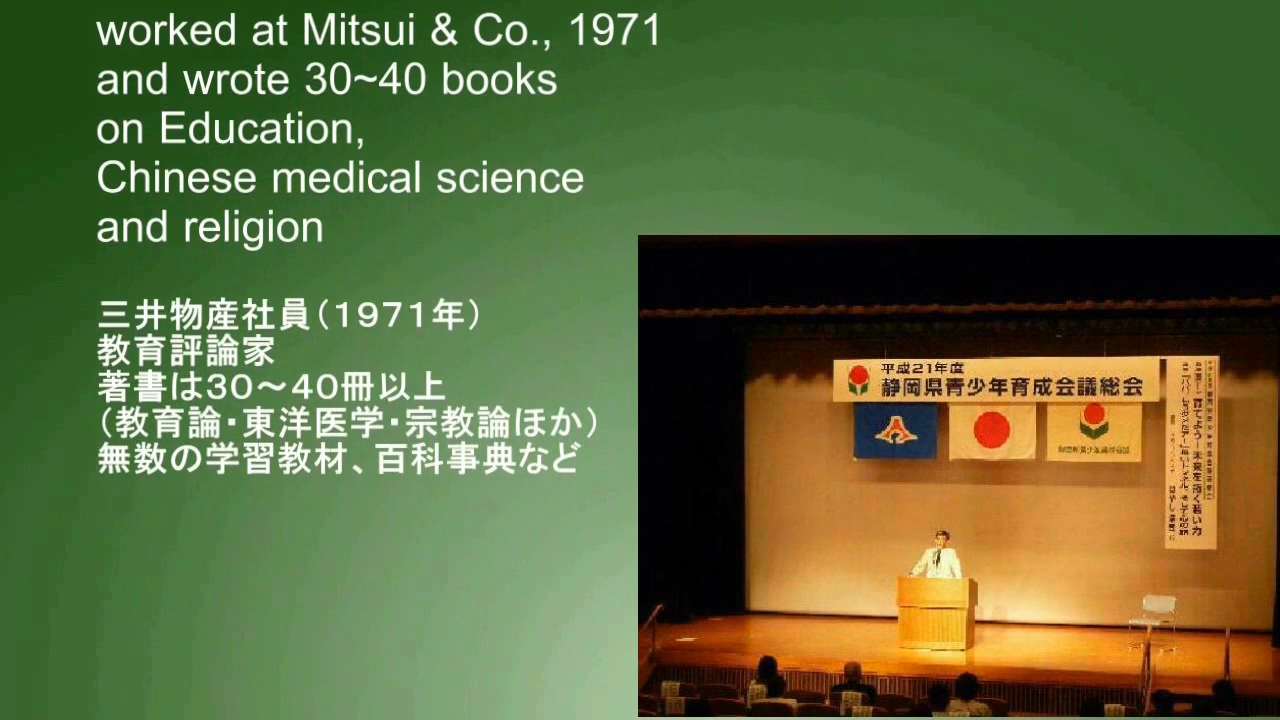 worked at Mitsui & Co., 1971
and wrote 30~40 books
on Education,
Chinese medical science
and religion
三井物産社員（１９７１年）
教育評論家
著書は３０～４０冊以上
（教育論・東洋医学・宗教論ほか）
無数の学習教材、百科事典など
平成21年度
静岡県青少年育成会議総会